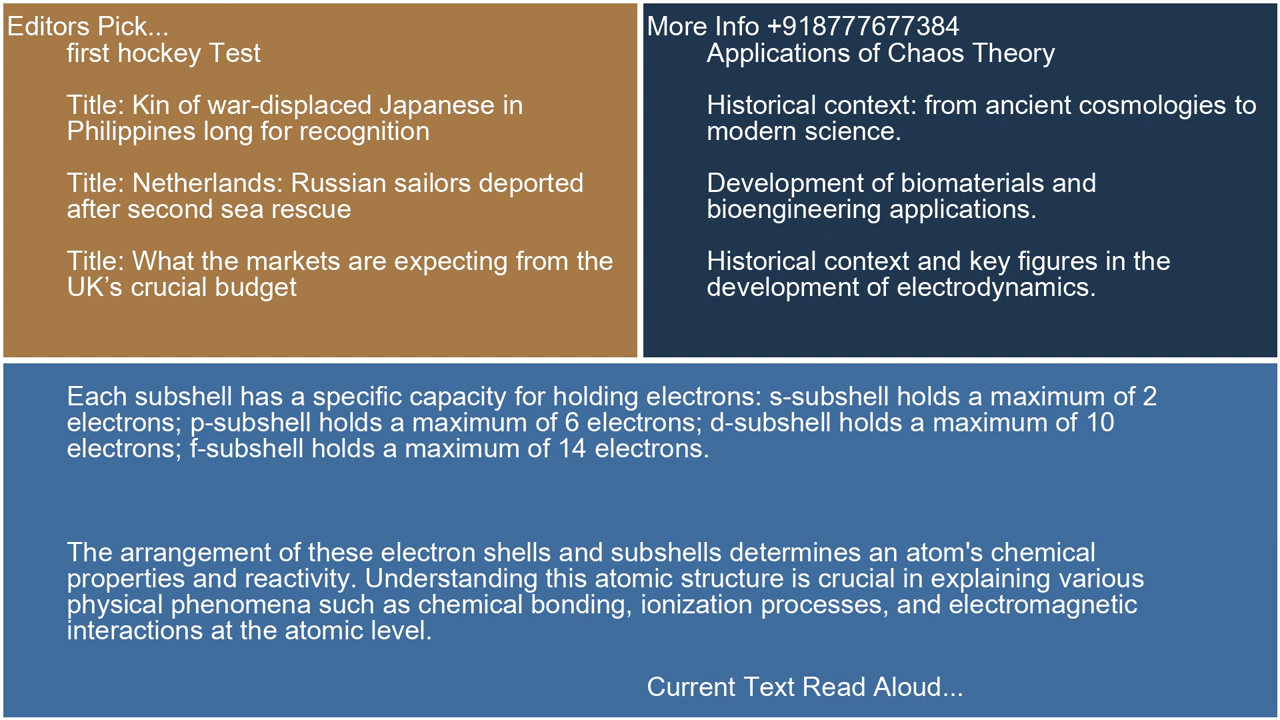 Editors Pick...
first hockey Test
Title: Kin of war-displaced Japanese in
Philippines long for recognition
Title: Netherlands: Russian sailors deported
after second sea rescue
Title: What the markets are expecting from the
UK’s crucial budget
More Info +918777677384
Applications of Chaos Theory
Historical context: from ancient cosmologies to
modern science.
Development of biomaterials and
bioengineering applications.
Historical context and key figures in the
development of electrodynamics.
Each subshell has a specific capacity for holding electrons: s-subshell holds a maximum of 2
electrons; p-subshell holds a maximum of 6 electrons; d-subshell holds a maximum of 10
electrons; f-subshell holds a maximum of 14 electrons.
The arrangement of these electron shells and subshells determines an atom's chemical
properties and reactivity. Understanding this atomic structure is crucial in explaining various
physical phenomena such as chemical bonding, ionization processes, and electromagnetic
interactions at the atomic level.
Current Text Read Aloud...